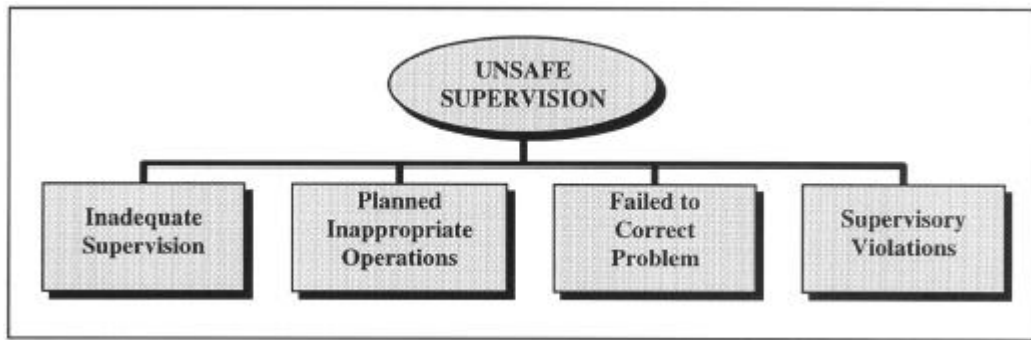 UNSAFE
SUPERVISION
Inadequate
Supervision
Planned
Inappropriate
Operations
Failed to
Correct
Problem
Supervisory
Violations